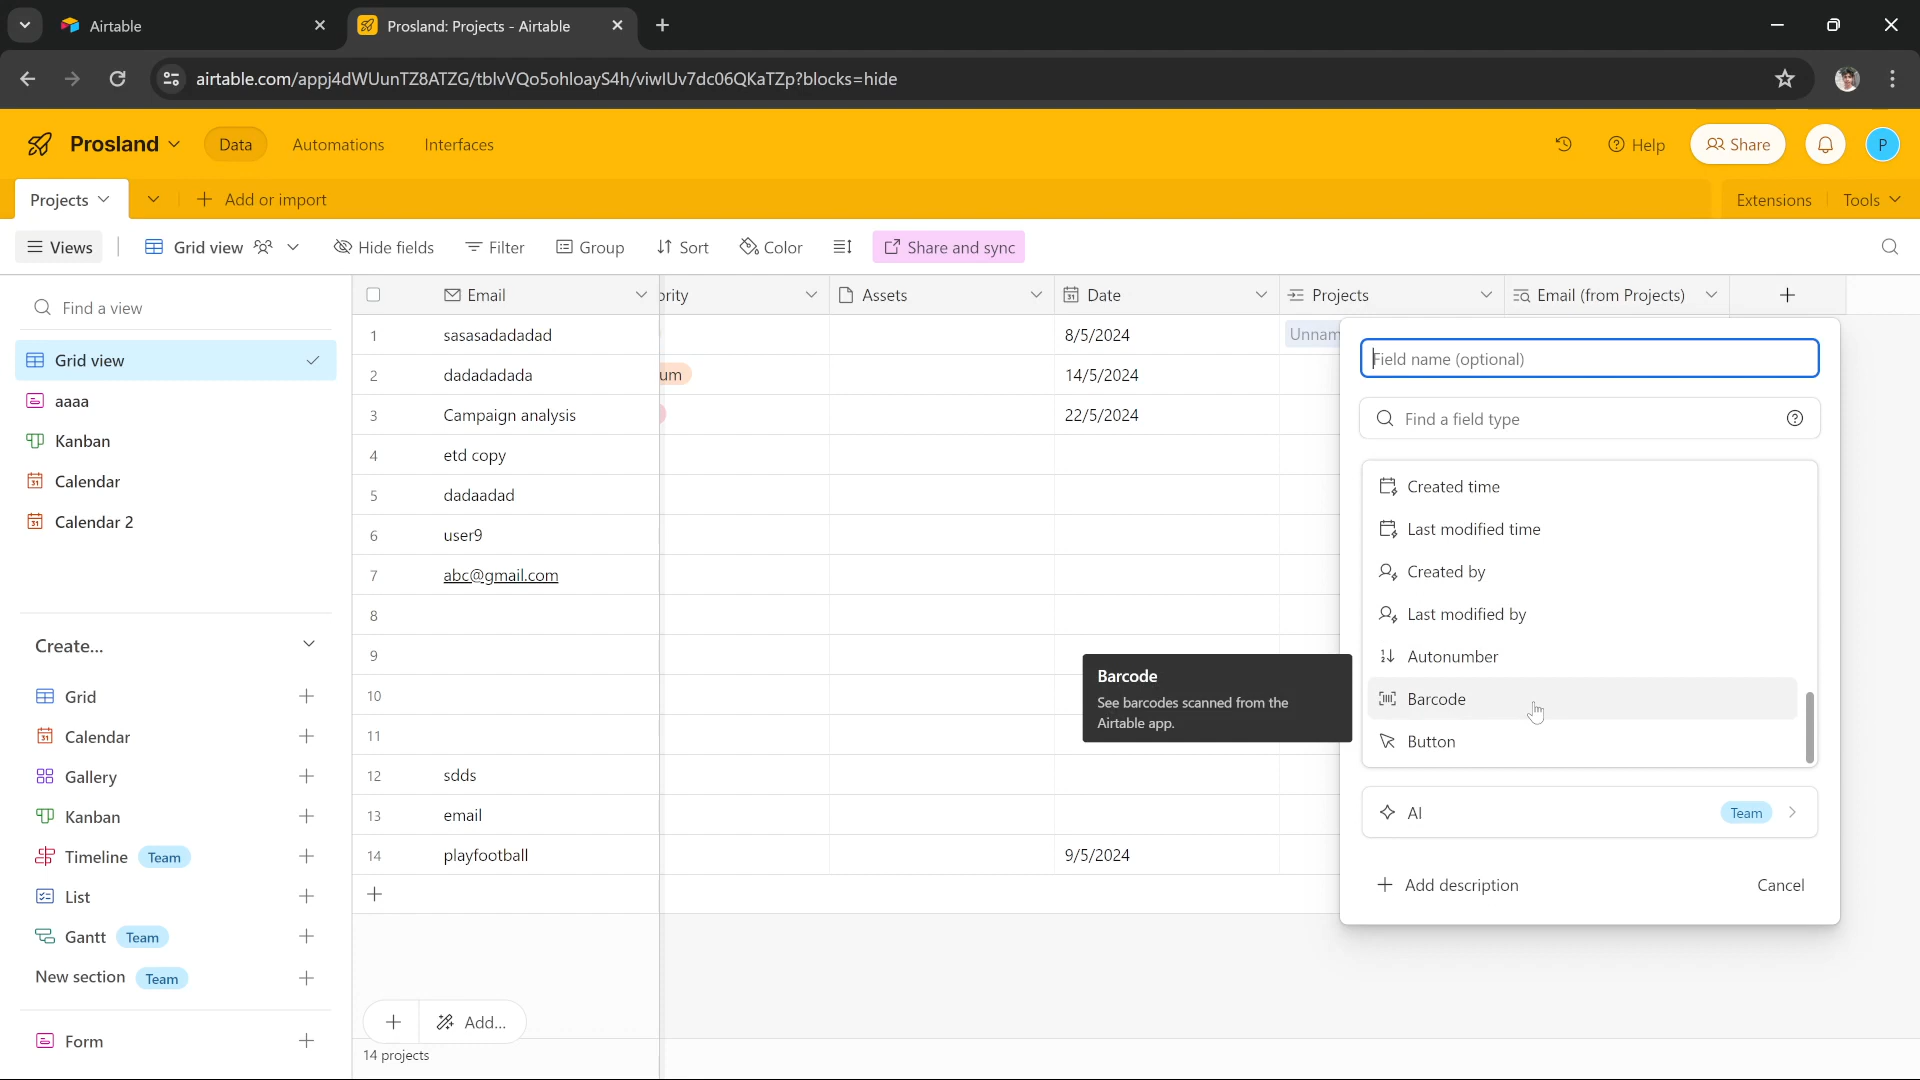 Airtable
Prosland: Projects - Airtable
airtable.com/appj4dWUunTZ8ATZG/tblvVQo5ohloayS4h/viwlUv7dc06QKaTZp?blocks=hide
Prosland
Data
Automations
Interfaces
Help
Share
P
Projects
Add or import
Extensions
Tools
Views
Grid view
Hide fields
Filter
Group
Sort
Color
Share and sync
Find a view
Grid view
aaaa
Kanban
Calendar
Calendar 2
Create...
Grid
Calendar
Gallery
Kanban
Timeline Team
List
Gantt Team
New section Team
Form
Email
ority
Assets
Date
Projects
Email (from Projects)
1 sasasadadadad 8/5/2024 Unnam
2 dadadadada um 14/5/2024
3 Campaign analysis 22/5/2024
4 etd copy
5 dadaadad
6 user9
7 abc@gmail.com
8
9
10
11
12 sdds
13 email
14 playfootball 9/5/2024
Add...
14 projects
Field name (optional)
Find a field type
Created time
Last modified time
Created by
Last modified by
Autonumber
Barcode
Button
AI Team
Add description
Cancel
Barcode
See barcodes scanned from the
Airtable app.